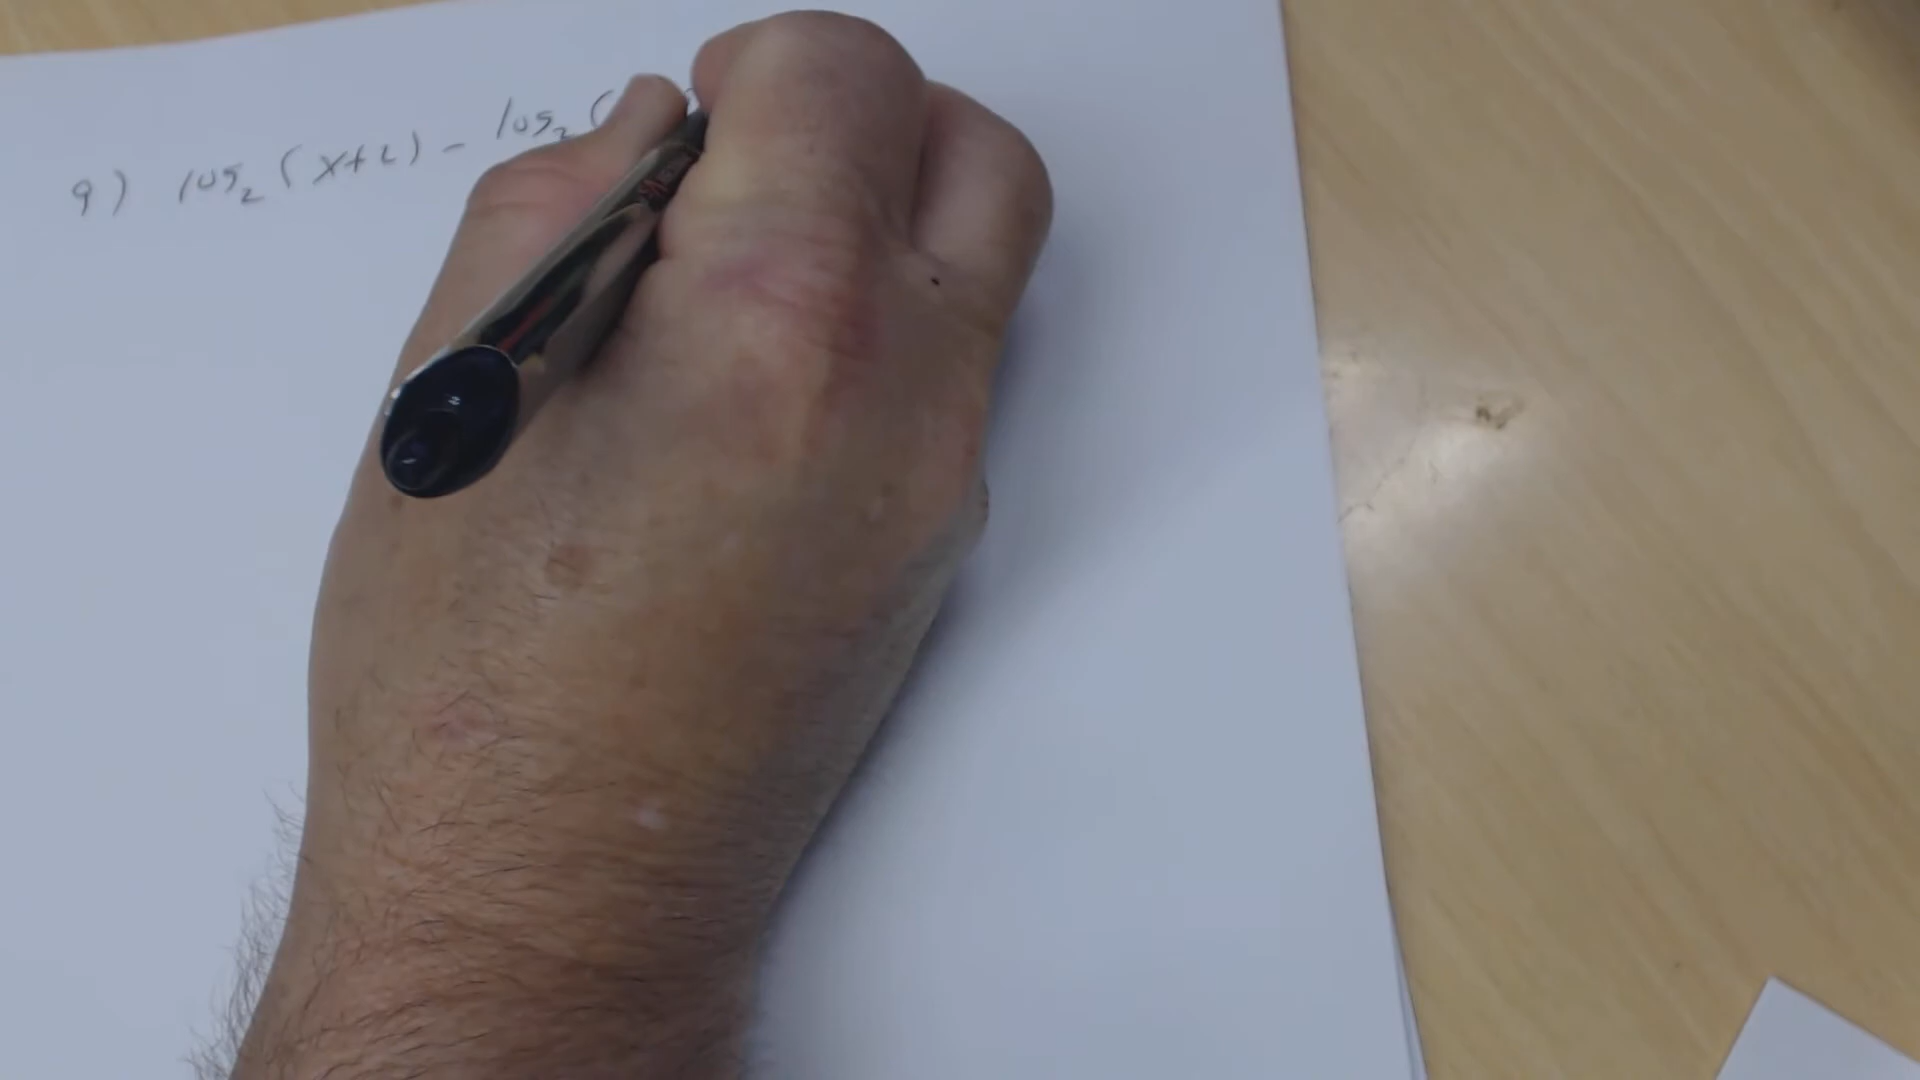 9) log₂ (x+2) - log₂ (